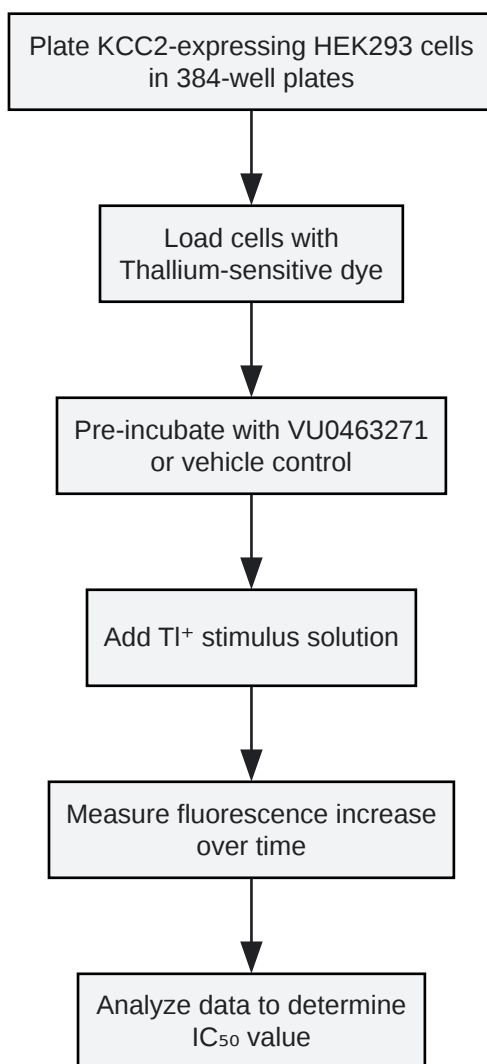 Plate KCC2-expressing HEK293 cells
in 384-well plates
Load cells with
Thallium-sensitive dye
Pre-incubate with VU0463271
or vehicle control
Add Tl⁺ stimulus solution
Measure fluorescence increase
over time
Analyze data to determine
IC₅₀ value